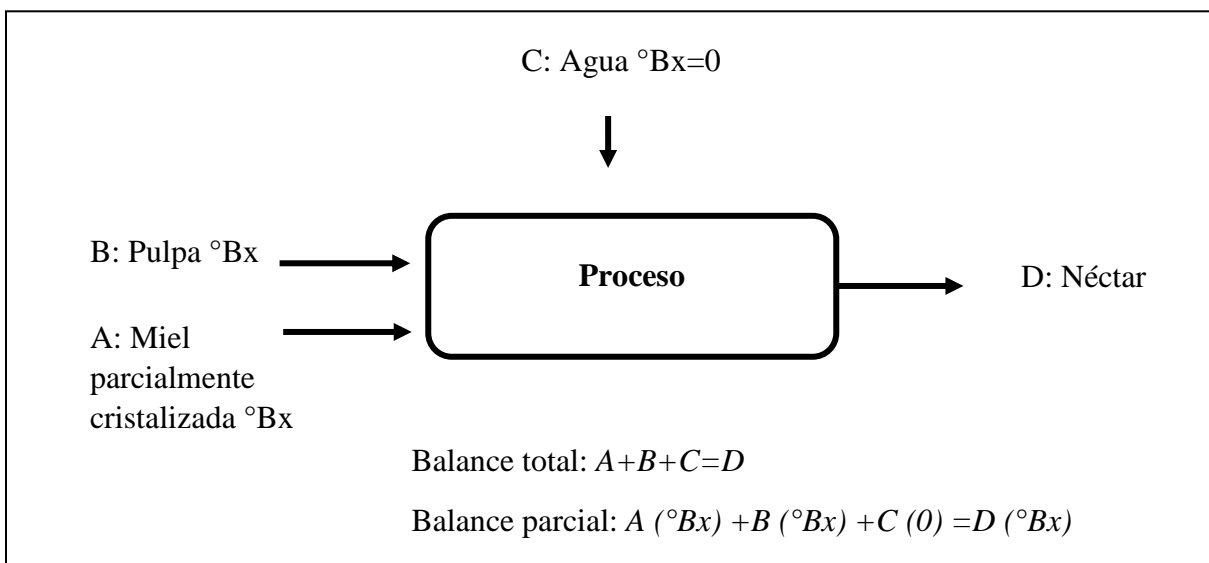 C: Agua °Bx=0
B: Pulpa °Bx
Proceso
D: Néctar
A: Miel
parcialmente
cristalizada °Bx
Balance total: A+B+C=D
Balance parcial: A (°Bx) +B (°Bx) +C (0) =D (°Bx)